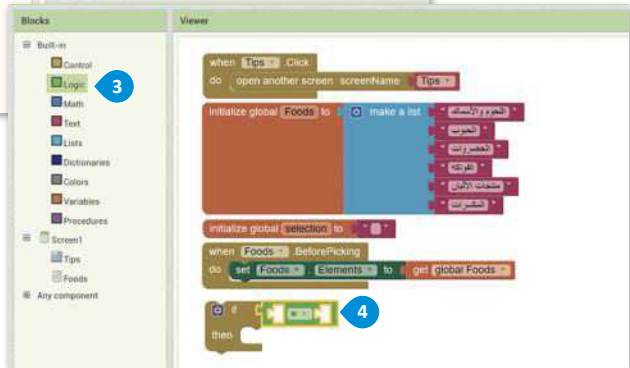 Blocks
Viewer
Built-in
Control
Logic
Math
Text
Lists
Dictionaries
Colors
Variables
Procedures
Screen1
Tips
Foods
Any component
3
when Tips .Click
do open another screen screenName Tips
initialize global Foods to make a list " اللحوم والأسماك "
" الحبوب "
" الخضروات "
" الفواكه "
" منتجات الألبان "
" السكريات "
initialize global selection to " "
when Foods .BeforePicking
do set Foods . Elements to get global Foods
if =
4
then